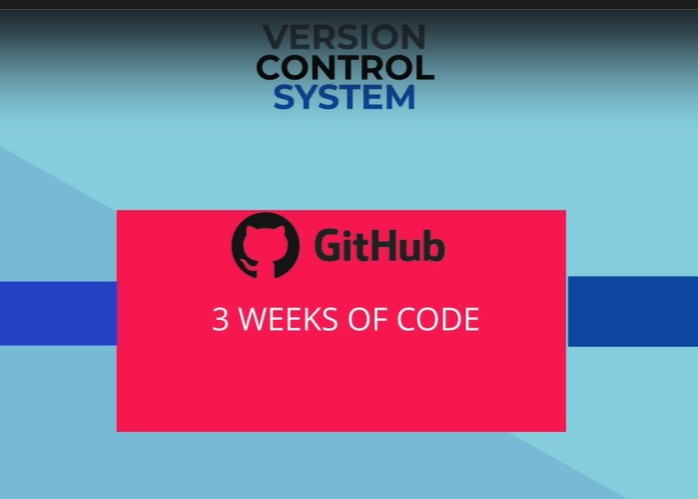 VERSION
CONTROL
SYSTEM
GitHub
3 WEEKS OF CODE